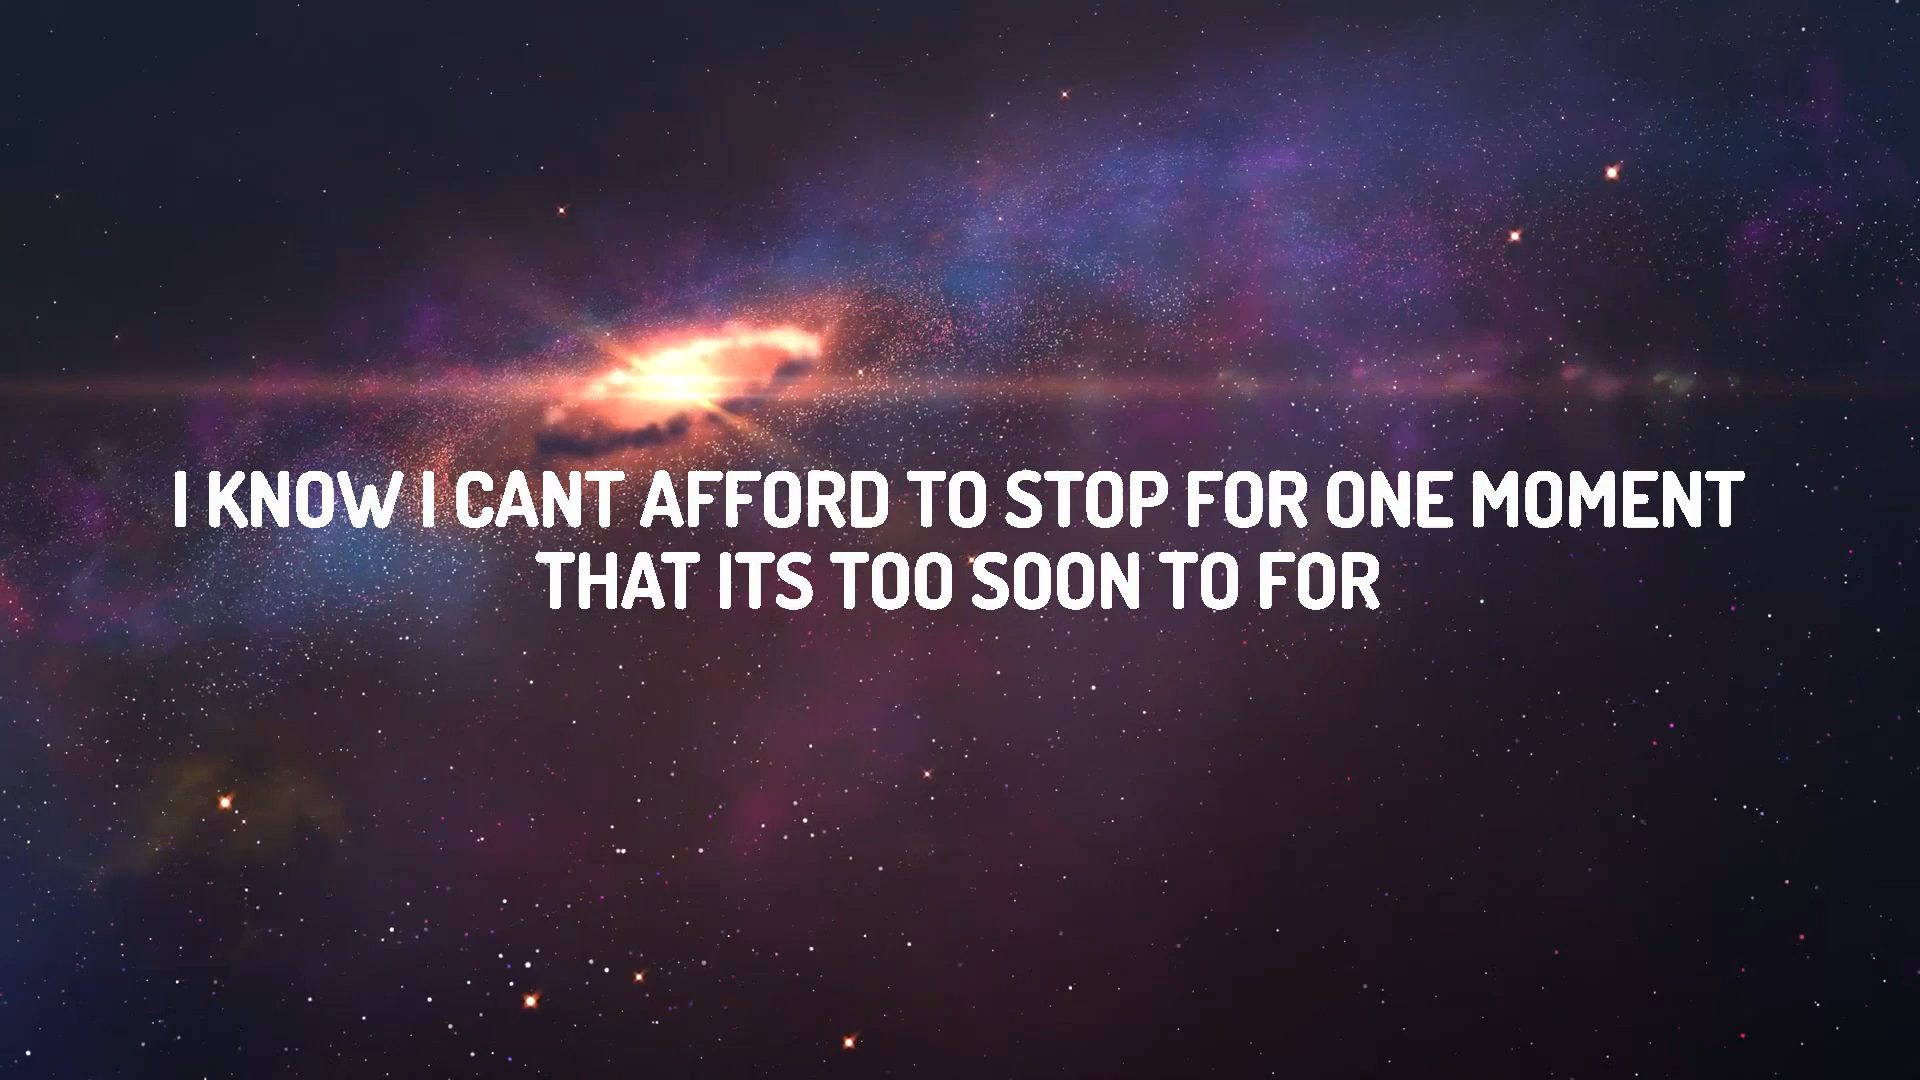 I KNOW I CANT AFFORD TO STOP FOR ONE MOMENT
THAT ITS TOO SOON TO FOR